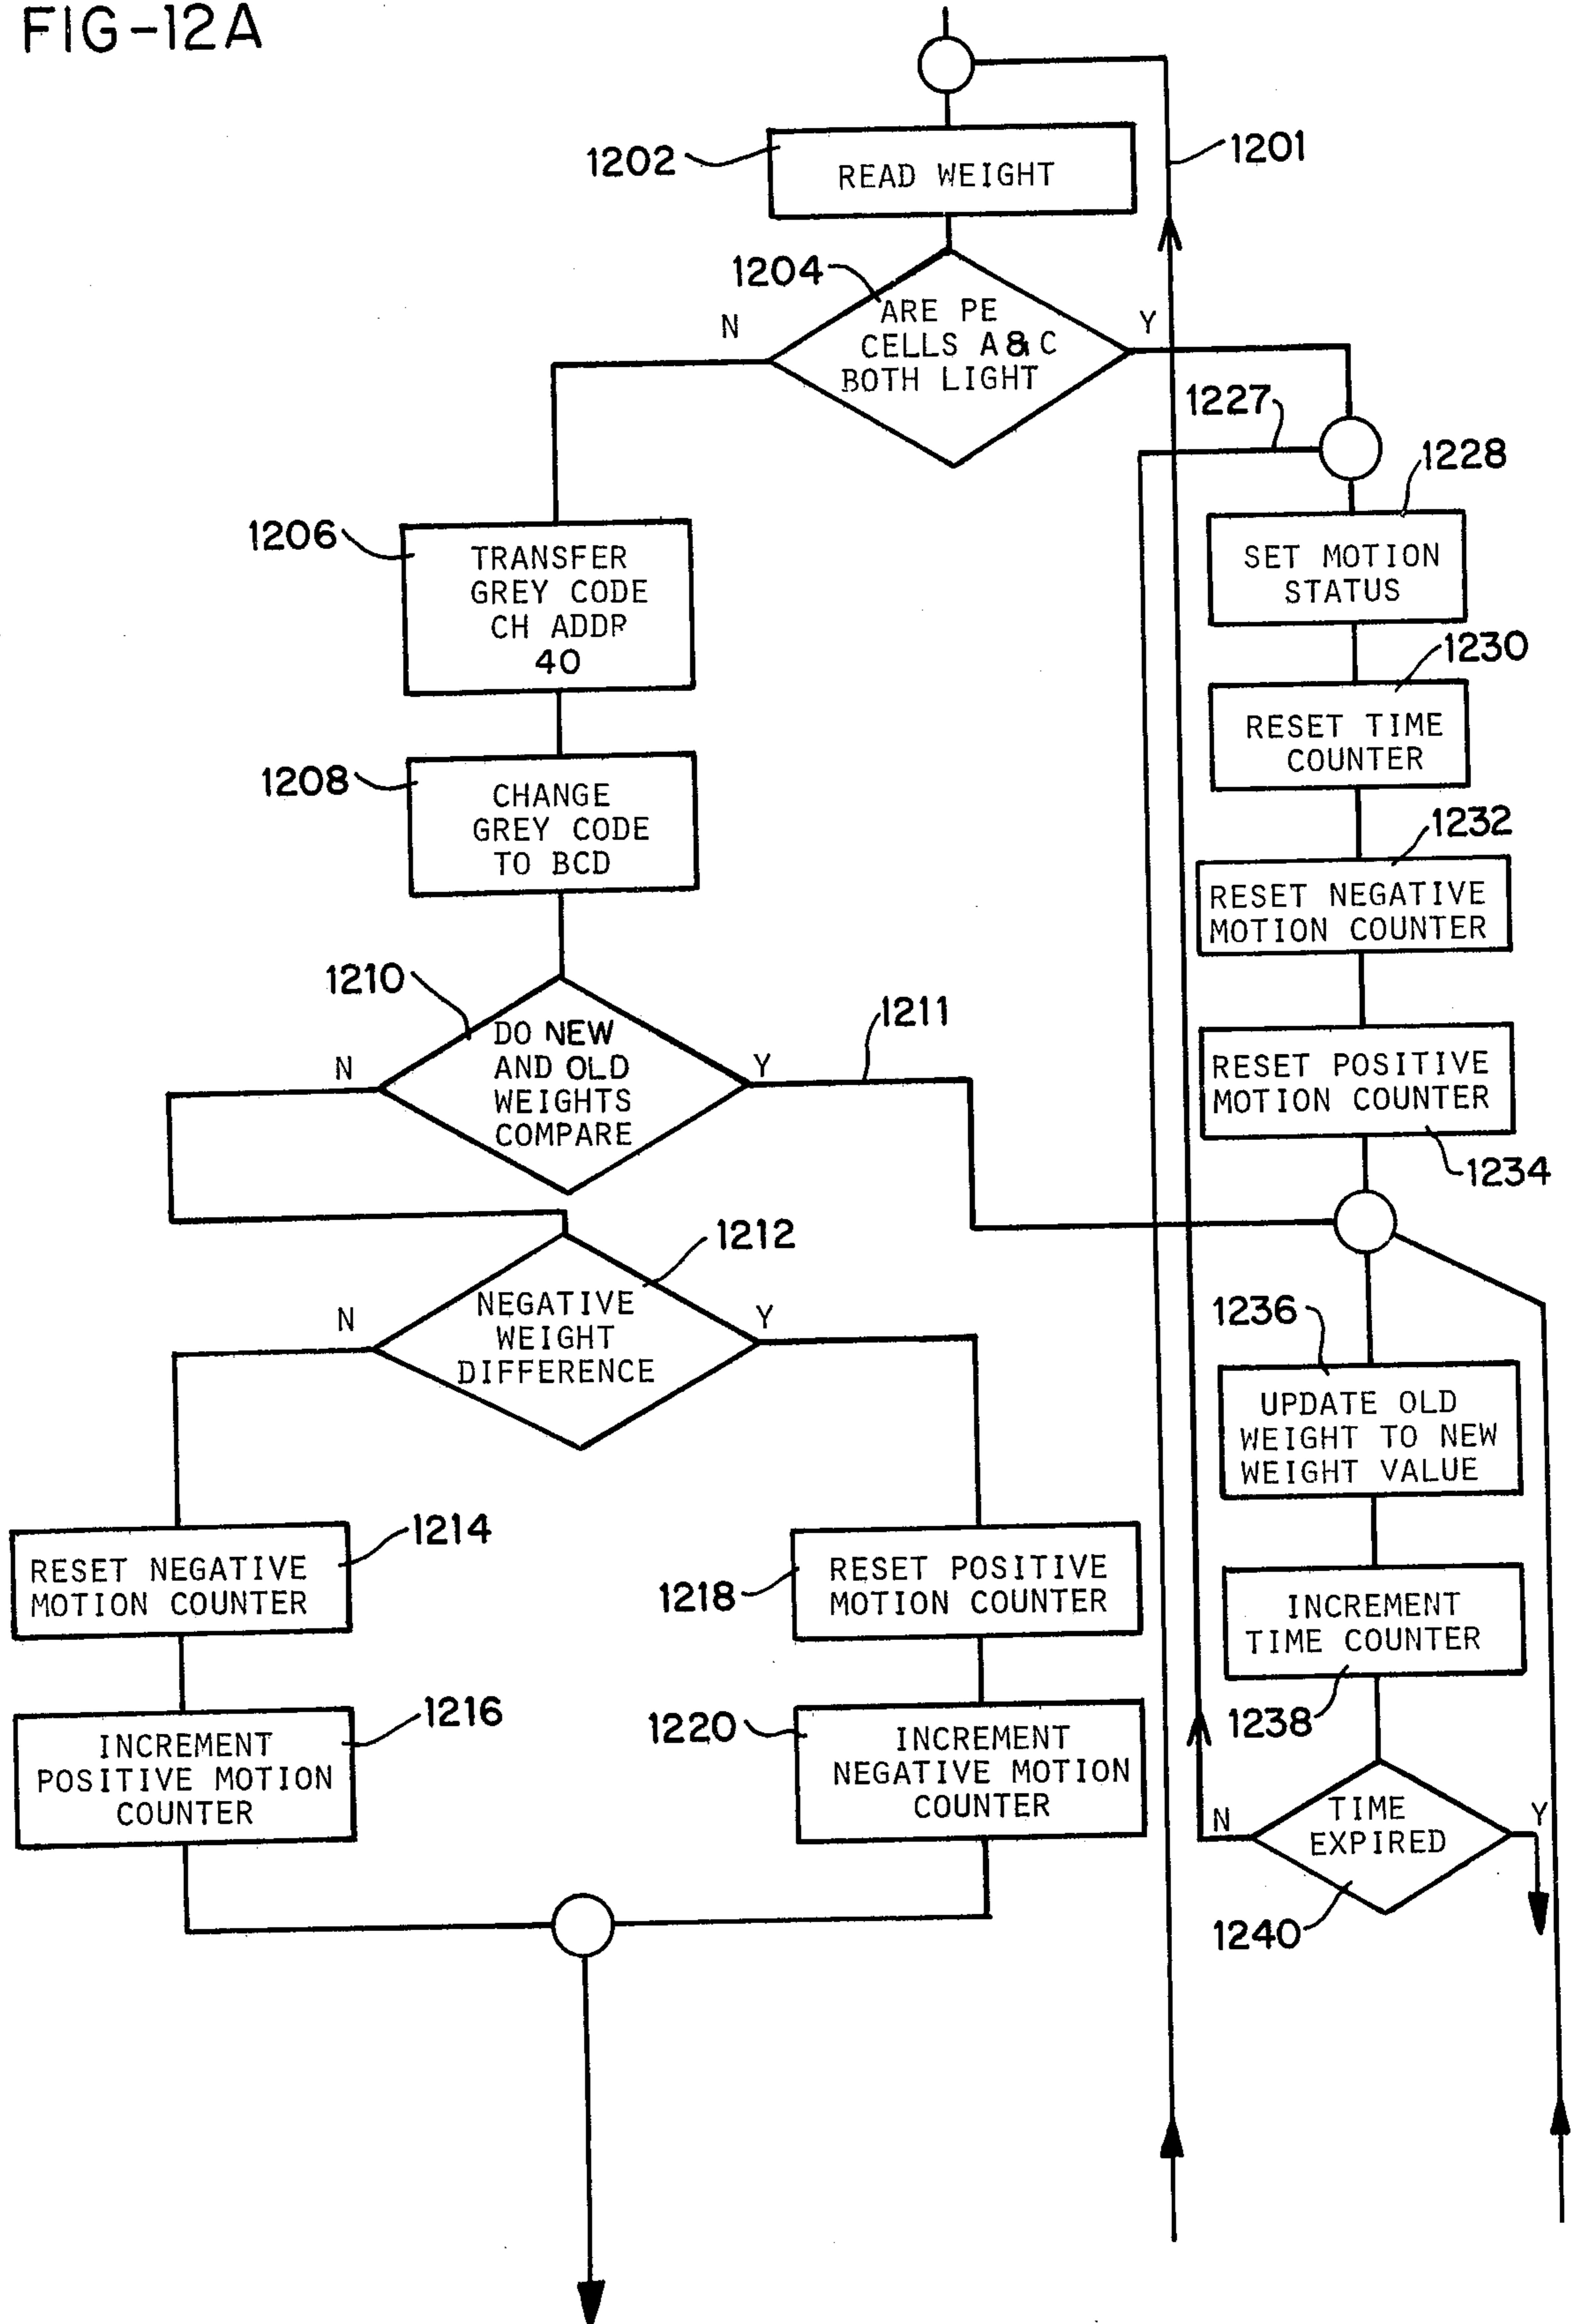 FIG-12A
1201
1202
READ WEIGHT
1204
ARE PE
CELLS A & C
BOTH LIGHT
N
Y
1227
1228
SET MOTION
STATUS
1206
TRANSFER
GREY CODE
CH ADDR
40
1230
RESET TIME
COUNTER
1208
CHANGE
GREY CODE
TO BCD
1232
RESET NEGATIVE
MOTION COUNTER
1210
DO NEW
AND OLD
WEIGHTS
COMPARE
N
Y
1211
RESET POSITIVE
MOTION COUNTER
1234
1212
NEGATIVE
WEIGHT
DIFFERENCE
N
Y
1236
UPDATE OLD
WEIGHT TO NEW
WEIGHT VALUE
1214
RESET NEGATIVE
MOTION COUNTER
1218
RESET POSITIVE
MOTION COUNTER
INCREMENT
TIME COUNTER
1238
1216
INCREMENT
POSITIVE MOTION
COUNTER
1220
INCREMENT
NEGATIVE MOTION
COUNTER
N
TIME
EXPIRED
Y
1240